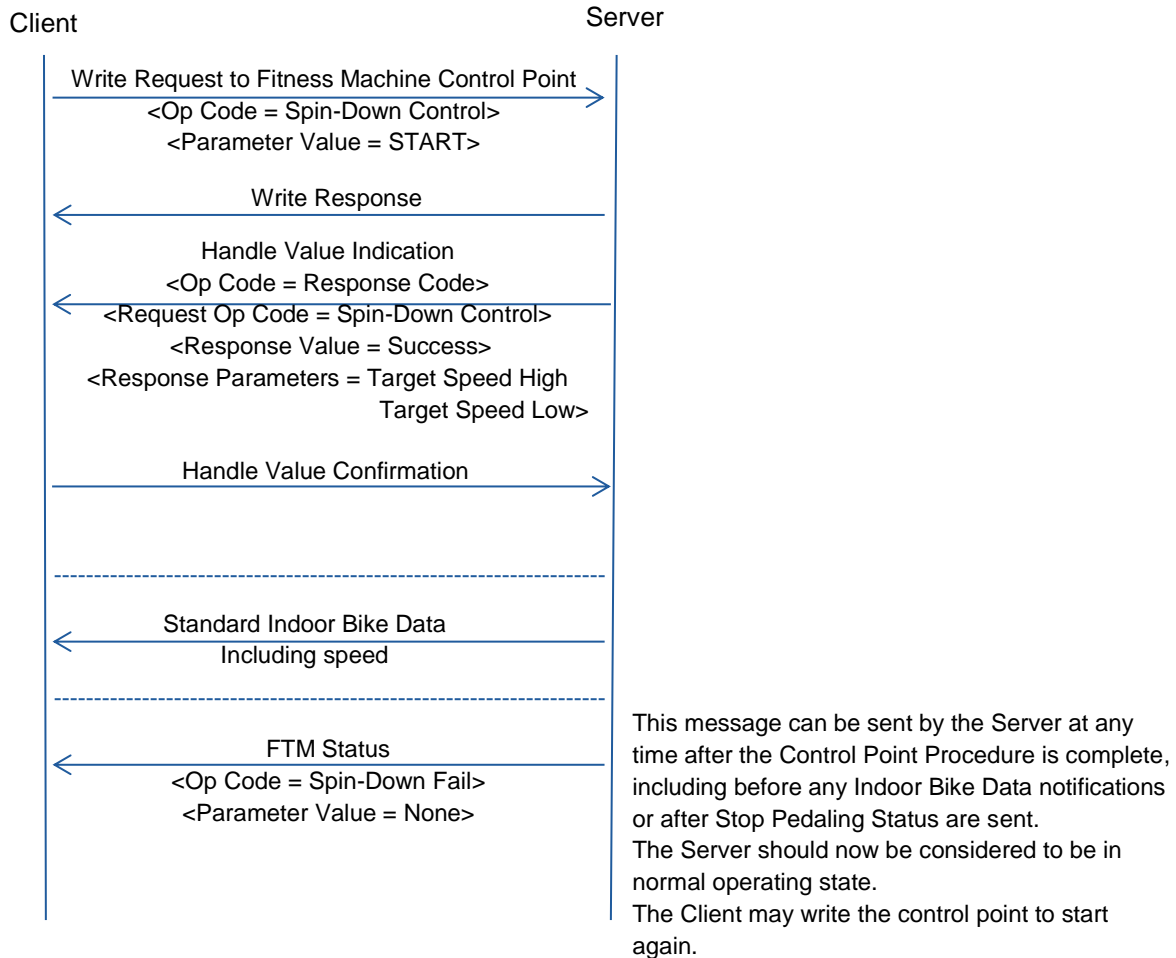 Client
Server
Write Request to Fitness Machine Control Point
<Op Code = Spin-Down Control>
<Parameter Value = START>
Write Response
Handle Value Indication
<Op Code = Response Code>
<Request Op Code = Spin-Down Control>
<Response Value = Success>
<Response Parameters = Target Speed High
Target Speed Low>
Handle Value Confirmation
Standard Indoor Bike Data
Including speed
FTM Status
<Op Code = Spin-Down Fail>
<Parameter Value = None>
This message can be sent by the Server at any
time after the Control Point Procedure is complete,
including before any Indoor Bike Data notifications
or after Stop Pedaling Status are sent.
The Server should now be considered to be in
normal operating state.
The Client may write the control point to start
again.